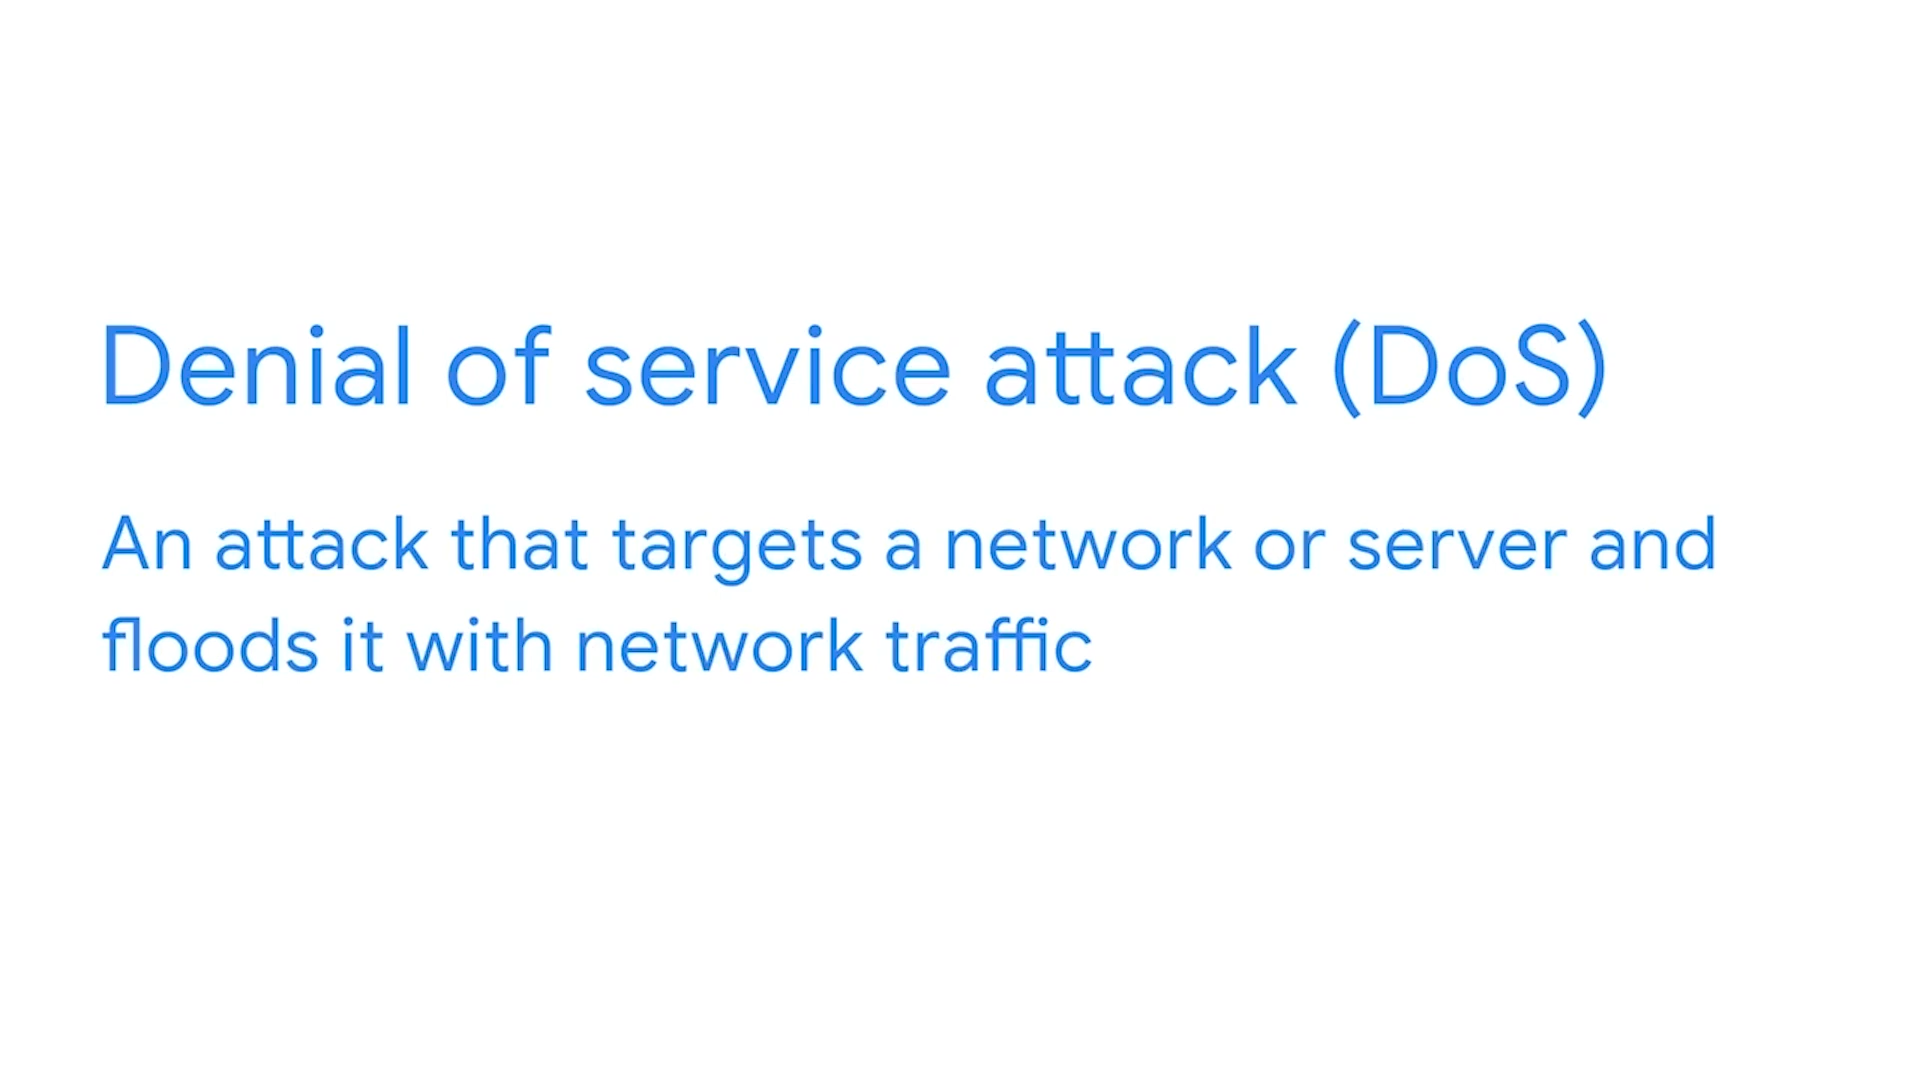 Denial of service attack (DoS)
An attack that targets a network or server and
floods it with network traffic